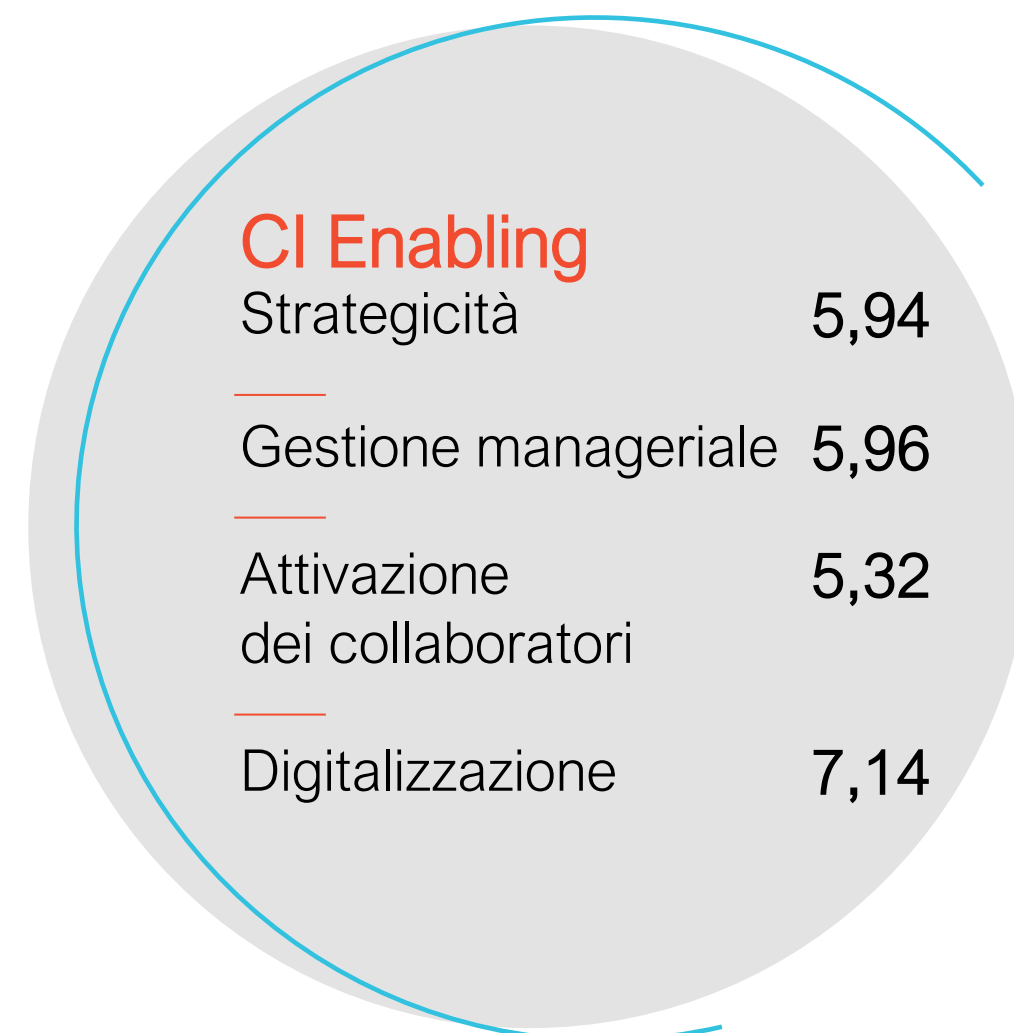 CI Enabling
Strategicità 5,94
Gestione manageriale 5,96
Attivazione 5,32
dei collaboratori
Digitalizzazione 7,14